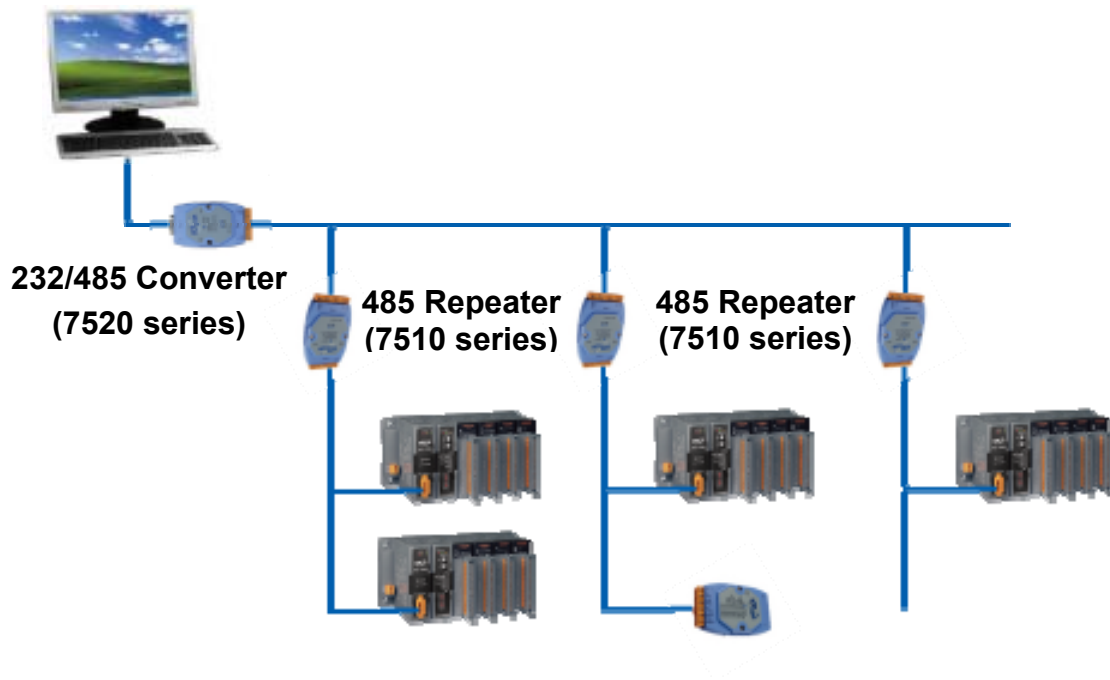 232/485 Converter
(7520 series)
485 Repeater
(7510 series)
485 Repeater
(7510 series)